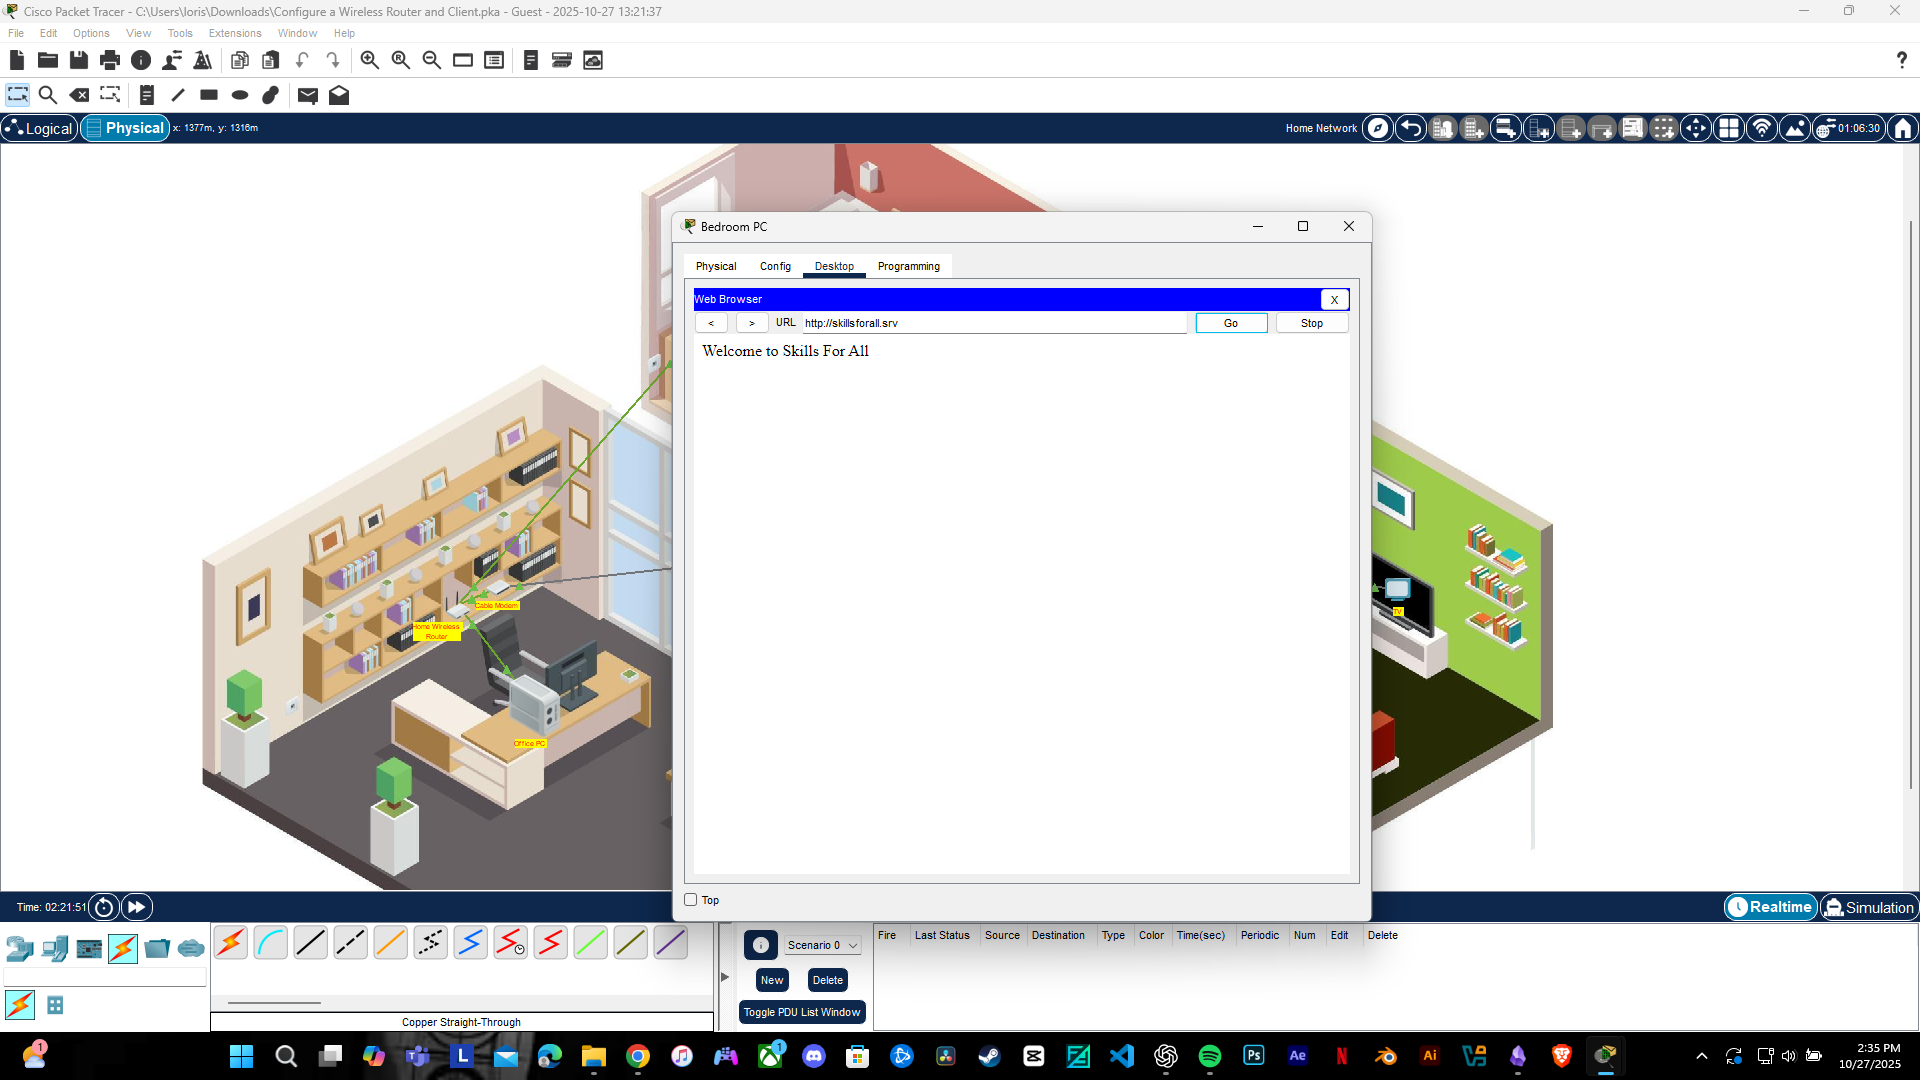 Cisco Packet Tracer - C:\Users\loris\Downloads\Configure a Wireless Router and Client.pka - Guest - 2025-10-27 13:21:37
File Edit Options View Tools Extensions Window Help
Logical Physical x: 1377m, y: 1316m Home Network 01:06:30
Bedroom PC
Physical Config Desktop Programming
Web Browser X
< > URL http://skillsforall.srv Go Stop
Welcome to Skills For All
Cable Modem
Home Wireless
Router
TV
Office PC
Top
Time: 02:21:51 Realtime Simulation
Scenario 0
Fire Last Status Source Destination Type Color Time(sec) Periodic Num Edit Delete
New Delete
Toggle PDU List Window
Copper Straight-Through
2:35 PM
10/27/2025